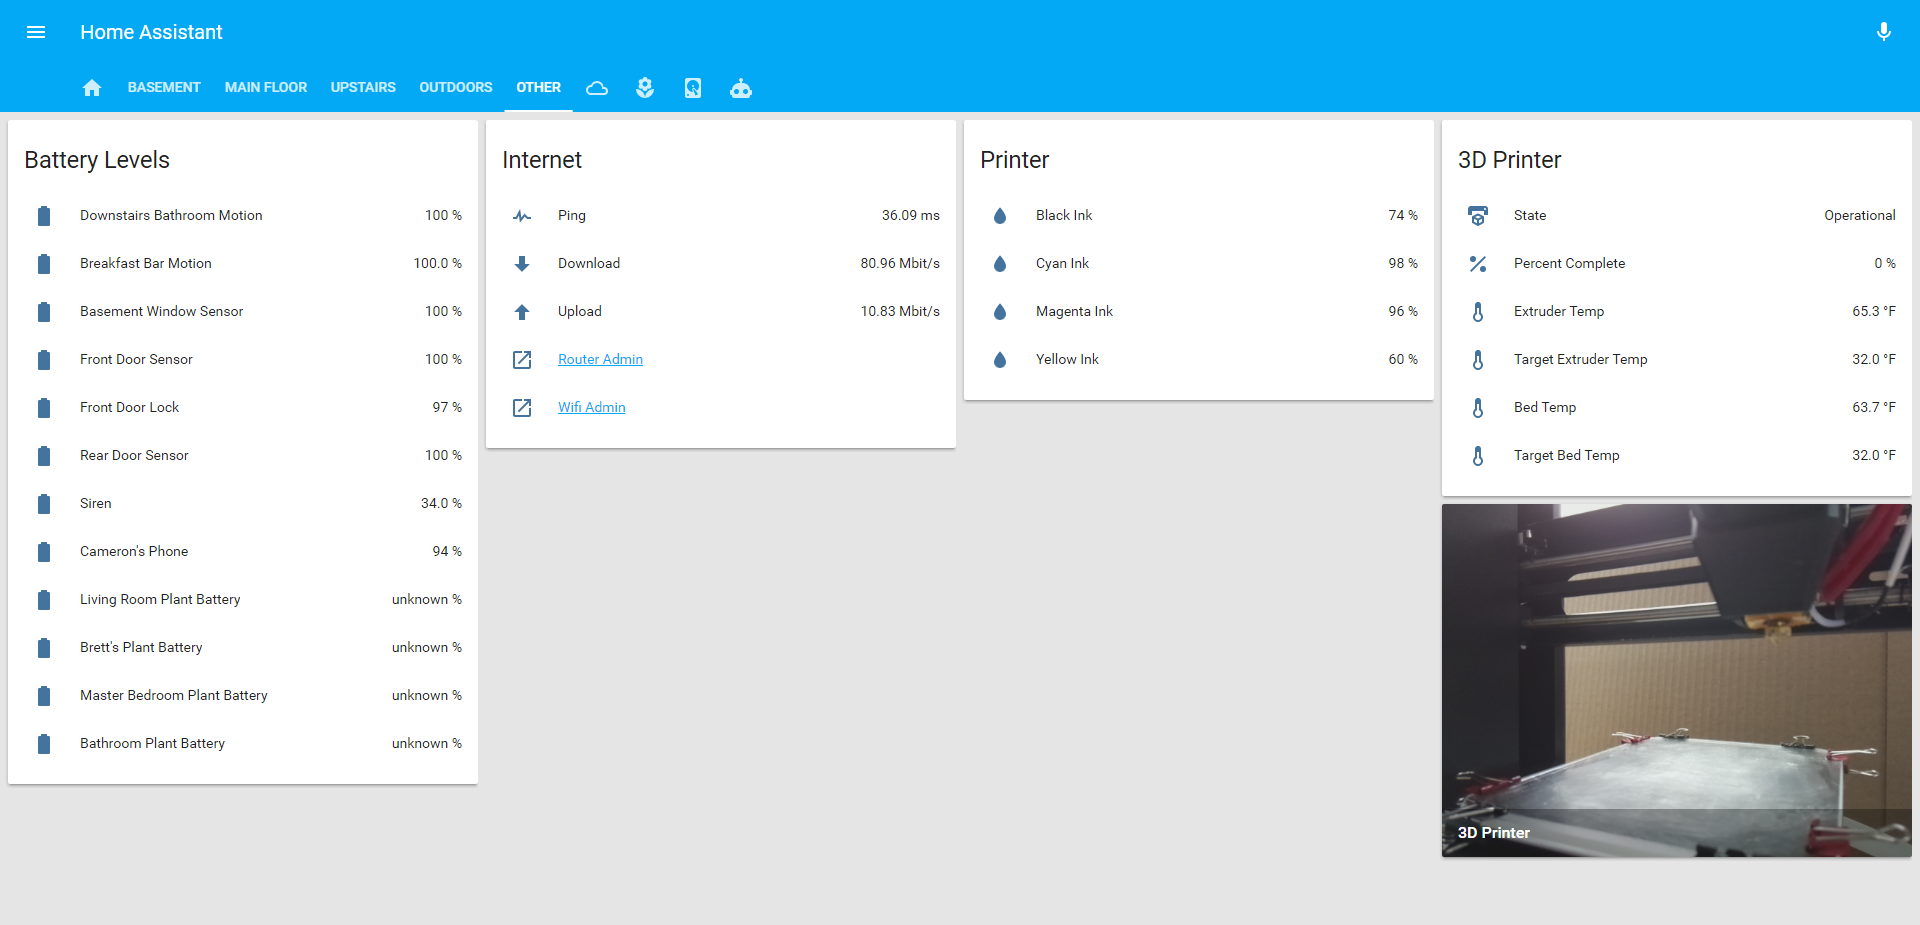 Home Assistant
BASEMENT MAIN FLOOR UPSTAIRS OUTDOORS OTHER
Battery Levels
Downstairs Bathroom Motion 100 %
Breakfast Bar Motion 100.0 %
Basement Window Sensor 100 %
Front Door Sensor 100 %
Front Door Lock 97 %
Rear Door Sensor 100 %
Siren 34.0 %
Cameron's Phone 94 %
Living Room Plant Battery unknown %
Brett's Plant Battery unknown %
Master Bedroom Plant Battery unknown %
Bathroom Plant Battery unknown %
Internet
Ping 36.09 ms
Download 80.96 Mbit/s
Upload 10.83 Mbit/s
Router Admin
Wifi Admin
Printer
Black Ink 74 %
Cyan Ink 98 %
Magenta Ink 96 %
Yellow Ink 60 %
3D Printer
State Operational
Percent Complete 0 %
Extruder Temp 65.3 °F
Target Extruder Temp 32.0 °F
Bed Temp 63.7 °F
Target Bed Temp 32.0 °F
3D Printer